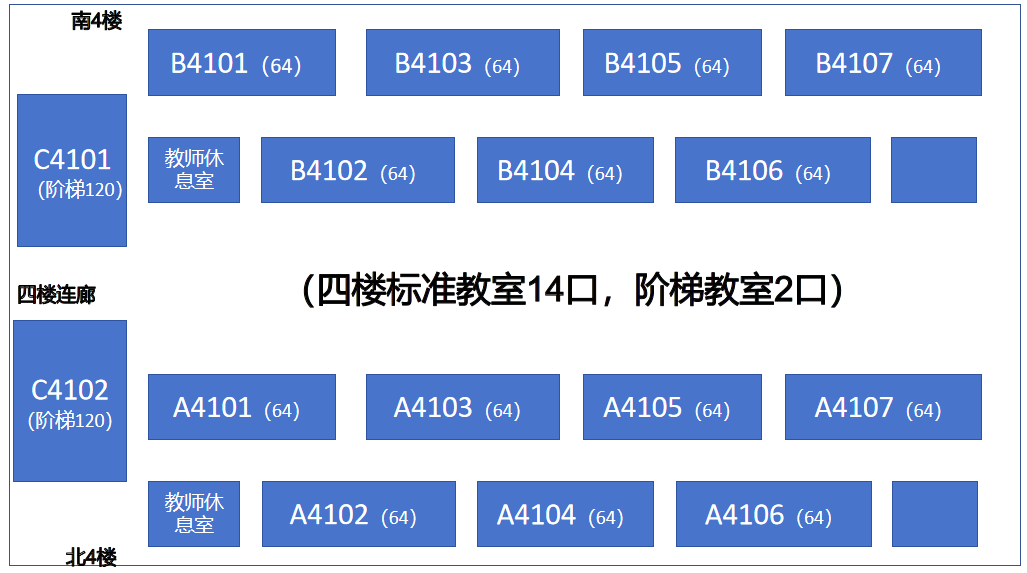 南4楼
B4101（64）
B4103（64）
B4105（64）
B4107（64）
C4101
（阶梯120）
教师休
息室
B4102（64）
B4104（64）
B4106（64）
四楼连廊
（四楼标准教室14口，阶梯教室2口）
C4102
（阶梯120）
A4101（64）
A4103（64）
A4105（64）
A4107（64）
教师休
息室
A4102（64）
A4104（64）
A4106（64）
北4楼